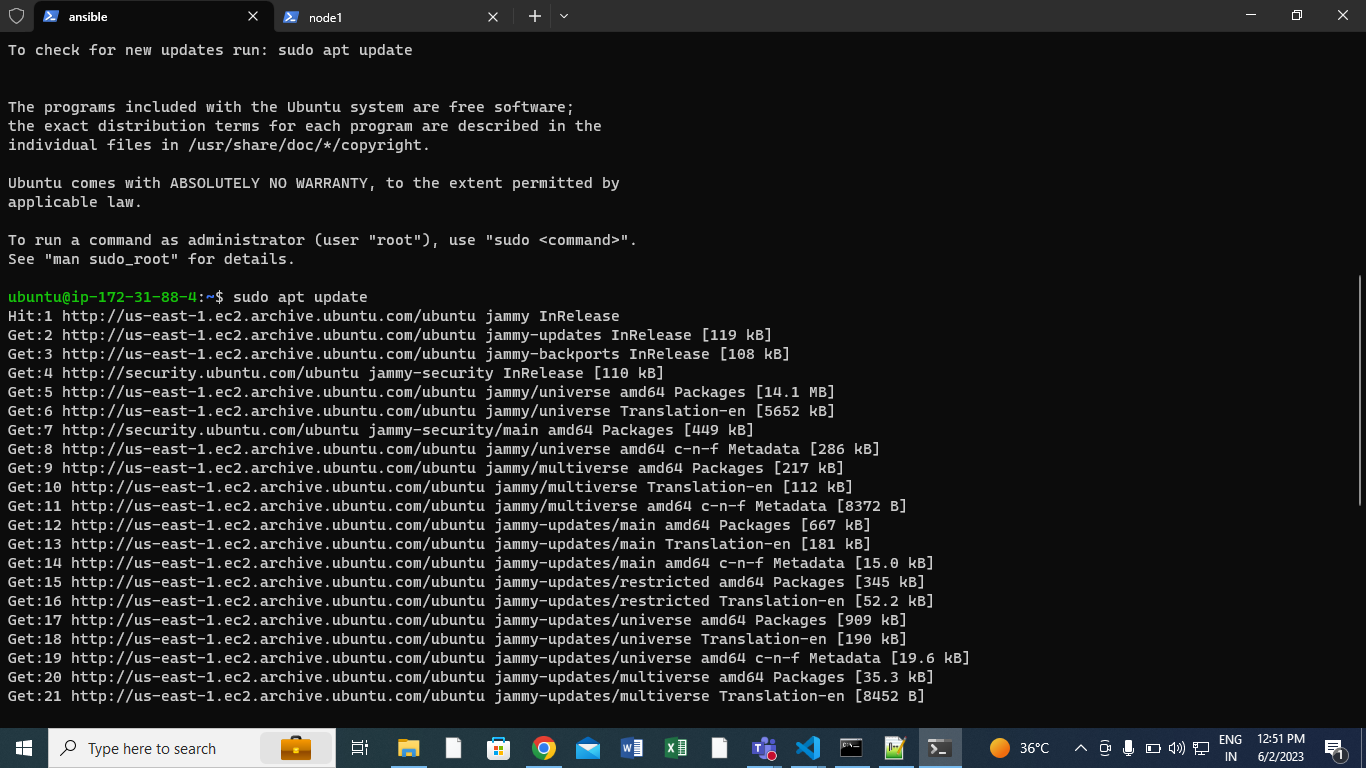 ansible
node1
To check for new updates run: sudo apt update
The programs included with the Ubuntu system are free software;
the exact distribution terms for each program are described in the
individual files in /usr/share/doc/*/copyright.
Ubuntu comes with ABSOLUTELY NO WARRANTY, to the extent permitted by
applicable law.
To run a command as administrator (user "root"), use "sudo <command>".
See "man sudo_root" for details.
ubuntu@ip-172-31-88-4:~$ sudo apt update
Hit:1 http://us-east-1.ec2.archive.ubuntu.com/ubuntu jammy InRelease
Get:2 http://us-east-1.ec2.archive.ubuntu.com/ubuntu jammy-updates InRelease [119 kB]
Get:3 http://us-east-1.ec2.archive.ubuntu.com/ubuntu jammy-backports InRelease [108 kB]
Get:4 http://security.ubuntu.com/ubuntu jammy-security InRelease [110 kB]
Get:5 http://us-east-1.ec2.archive.ubuntu.com/ubuntu jammy/universe amd64 Packages [14.1 MB]
Get:6 http://us-east-1.ec2.archive.ubuntu.com/ubuntu jammy/universe Translation-en [5652 kB]
Get:7 http://security.ubuntu.com/ubuntu jammy-security/main amd64 Packages [449 kB]
Get:8 http://us-east-1.ec2.archive.ubuntu.com/ubuntu jammy/universe amd64 c-n-f Metadata [286 kB]
Get:9 http://us-east-1.ec2.archive.ubuntu.com/ubuntu jammy/multiverse amd64 Packages [217 kB]
Get:10 http://us-east-1.ec2.archive.ubuntu.com/ubuntu jammy/multiverse Translation-en [112 kB]
Get:11 http://us-east-1.ec2.archive.ubuntu.com/ubuntu jammy/multiverse amd64 c-n-f Metadata [8372 B]
Get:12 http://us-east-1.ec2.archive.ubuntu.com/ubuntu jammy-updates/main amd64 Packages [667 kB]
Get:13 http://us-east-1.ec2.archive.ubuntu.com/ubuntu jammy-updates/main Translation-en [181 kB]
Get:14 http://us-east-1.ec2.archive.ubuntu.com/ubuntu jammy-updates/main amd64 c-n-f Metadata [15.0 kB]
Get:15 http://us-east-1.ec2.archive.ubuntu.com/ubuntu jammy-updates/restricted amd64 Packages [345 kB]
Get:16 http://us-east-1.ec2.archive.ubuntu.com/ubuntu jammy-updates/restricted Translation-en [52.2 kB]
Get:17 http://us-east-1.ec2.archive.ubuntu.com/ubuntu jammy-updates/universe amd64 Packages [909 kB]
Get:18 http://us-east-1.ec2.archive.ubuntu.com/ubuntu jammy-updates/universe Translation-en [190 kB]
Get:19 http://us-east-1.ec2.archive.ubuntu.com/ubuntu jammy-updates/universe amd64 c-n-f Metadata [19.6 kB]
Get:20 http://us-east-1.ec2.archive.ubuntu.com/ubuntu jammy-updates/multiverse amd64 Packages [35.3 kB]
Get:21 http://us-east-1.ec2.archive.ubuntu.com/ubuntu jammy-updates/multiverse Translation-en [8452 B]
Type here to search
36°C
ENG
IN
12:51 PM
6/2/2023
1